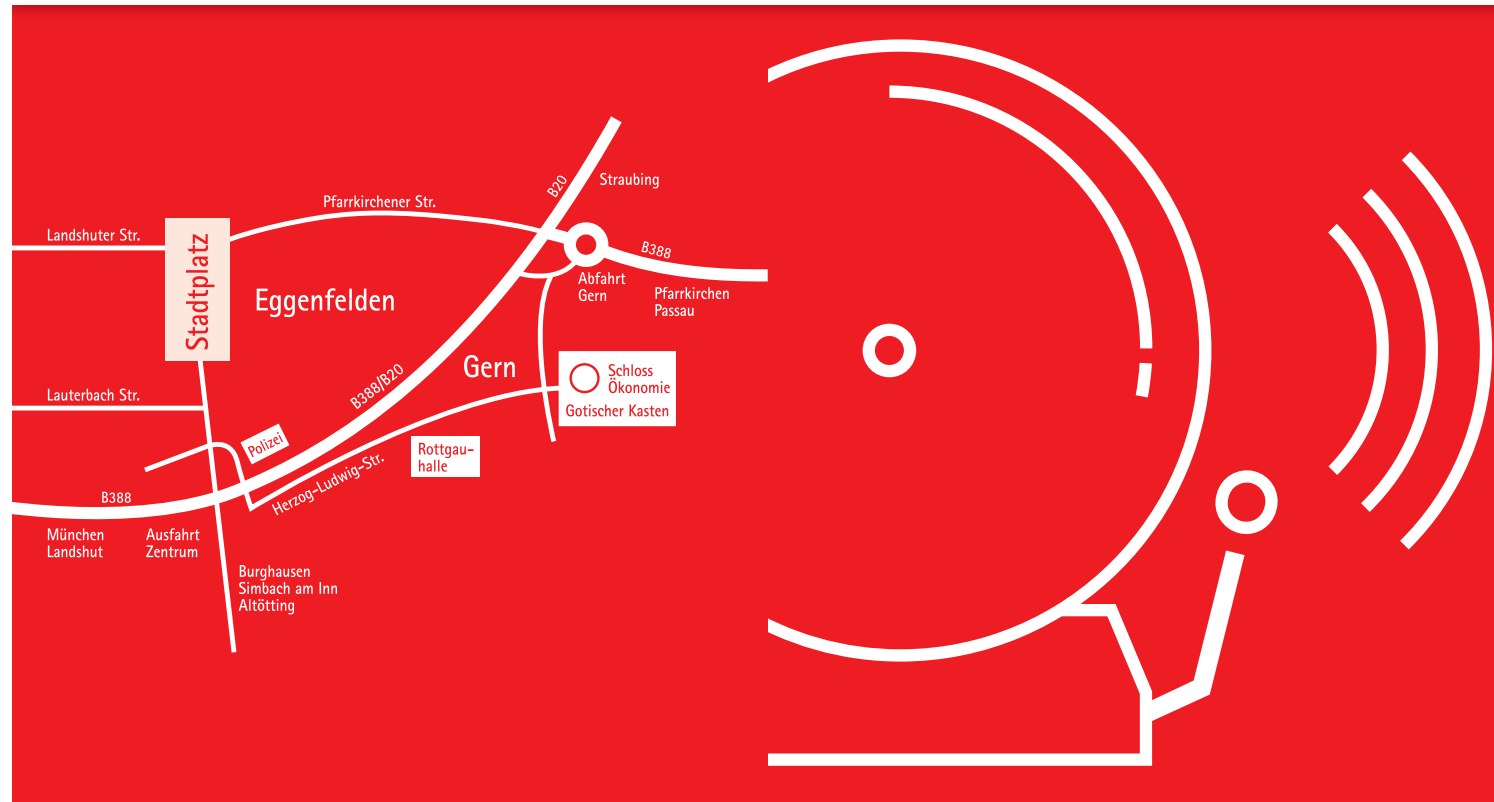 B20
Straubing
Pfarrkirchener Str.
Landshuter Str.
Stadtplatz
B388
Abfahrt
Gern
Pfarrkirchen
Passau
Eggenfelden
Gern
Schloss
Ökonomie
Gotischer Kasten
B388/B20
Lauterbach Str.
Polizei
Rottgau-
halle
Herzog-Ludwig-Str.
B388
München
Landshut
Ausfahrt
Zentrum
Burghausen
Simbach am Inn
Altötting